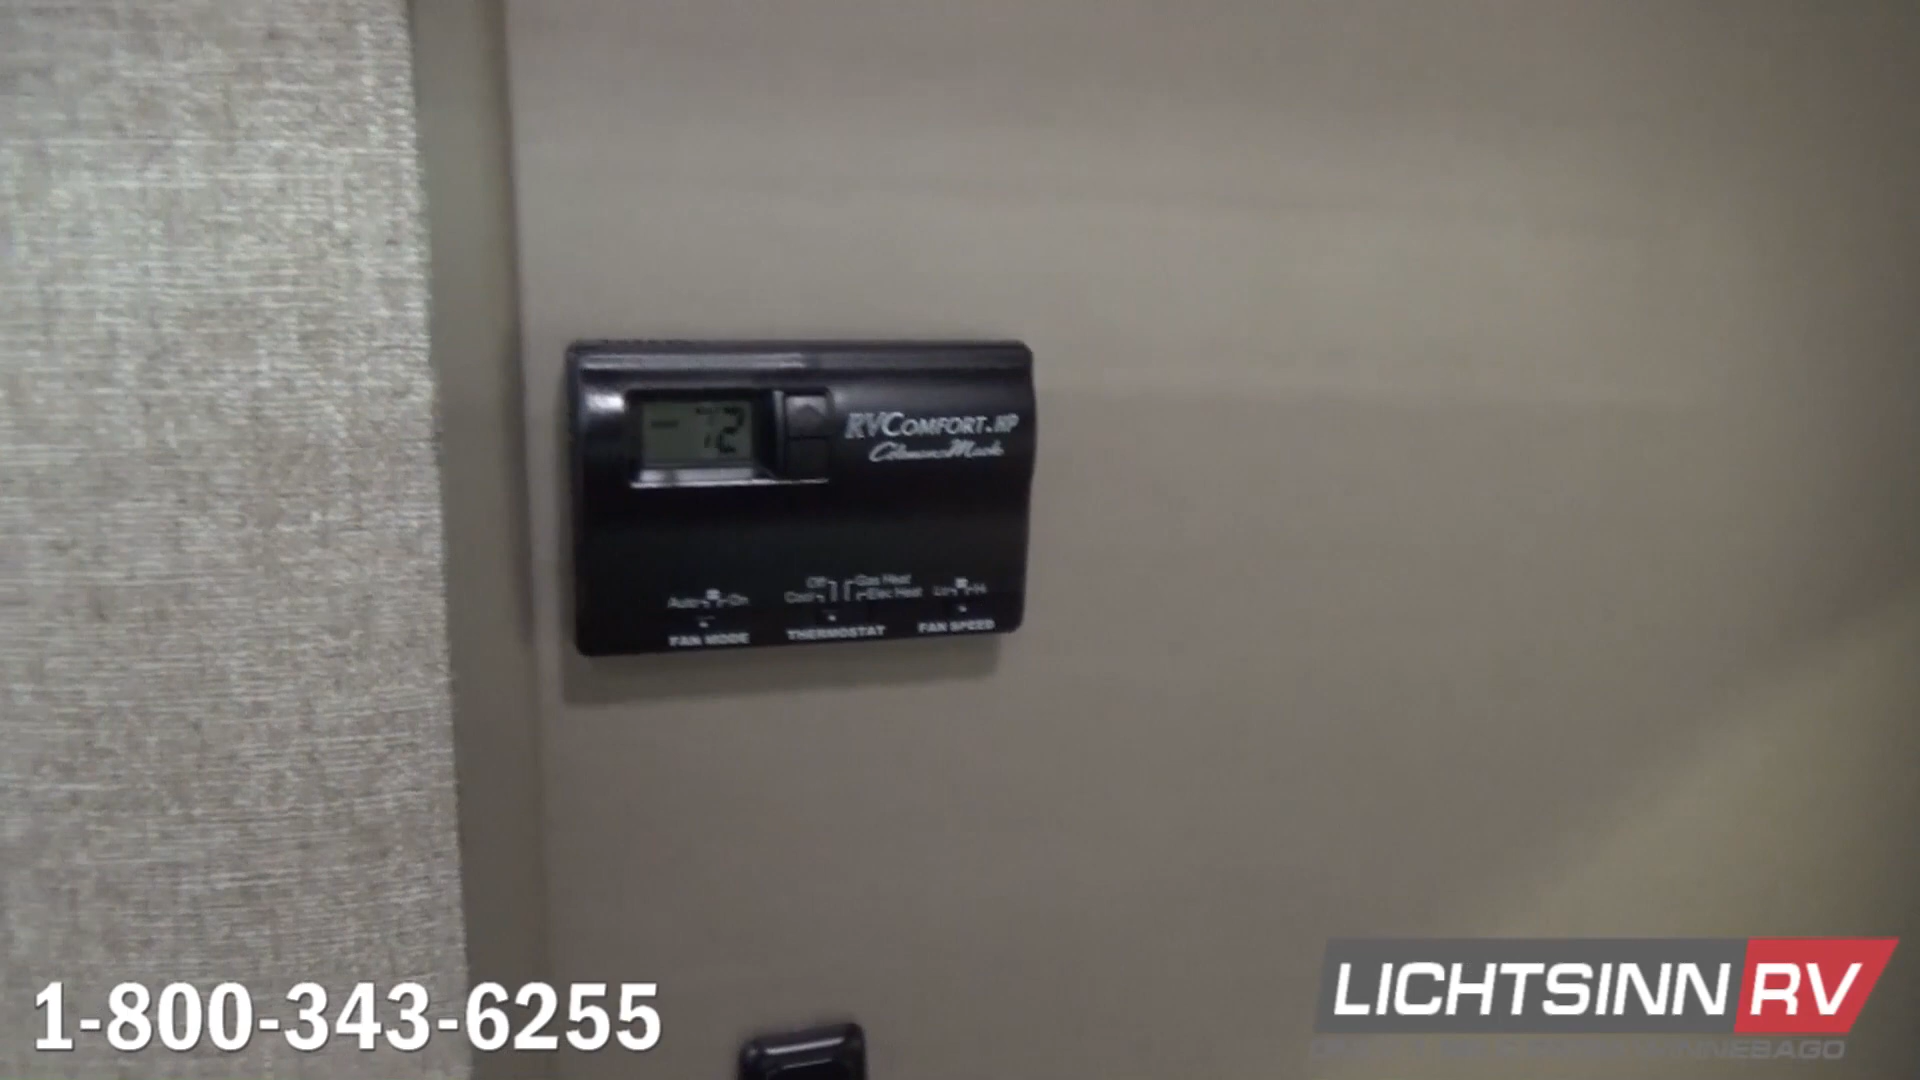 72
RVCOMFORT.HP
Coleman-Mach
Off Gas Heat
Auto On Cool Elec Heat Lo Hi
FAN MODE THERMOSTAT FAN SPEED
1-800-343-6255
LICHTSINN RV
WINNEBAGO